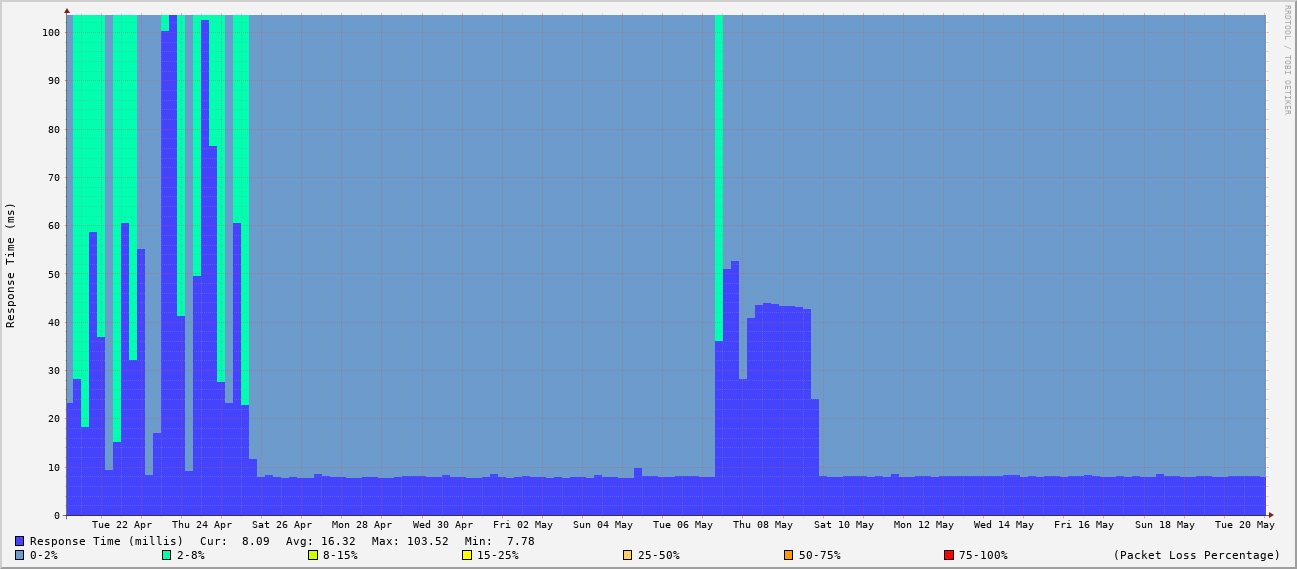 RRDTOOL / TOBI OETIKER
Response Time (ms)
100
90
80
70
60
50
40
30
20
10
0
Tue 22 Apr Thu 24 Apr Sat 26 Apr Mon 28 Apr Wed 30 Apr Fri 02 May Sun 04 May Tue 06 May Thu 08 May Sat 10 May Mon 12 May Wed 14 May Fri 16 May Sun 18 May Tue 20 May
Response Time (millis) Cur: 8.09 Avg: 16.32 Max: 103.52 Min: 7.78
0-2% 2-8% 8-15% 15-25% 25-50% 50-75% 75-100% (Packet Loss Percentage)